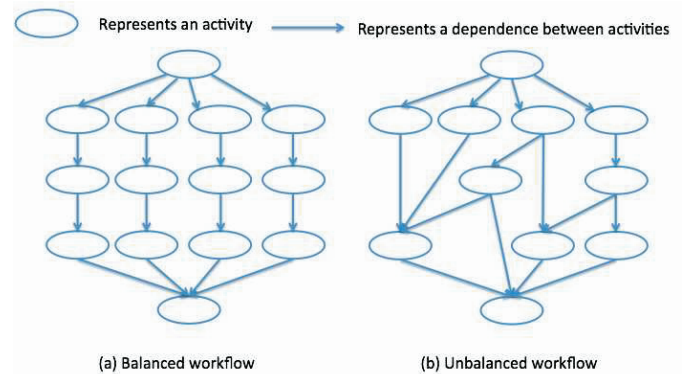 Represents an activity
Represents a dependence between activities
(a) Balanced workflow
(b) Unbalanced workflow